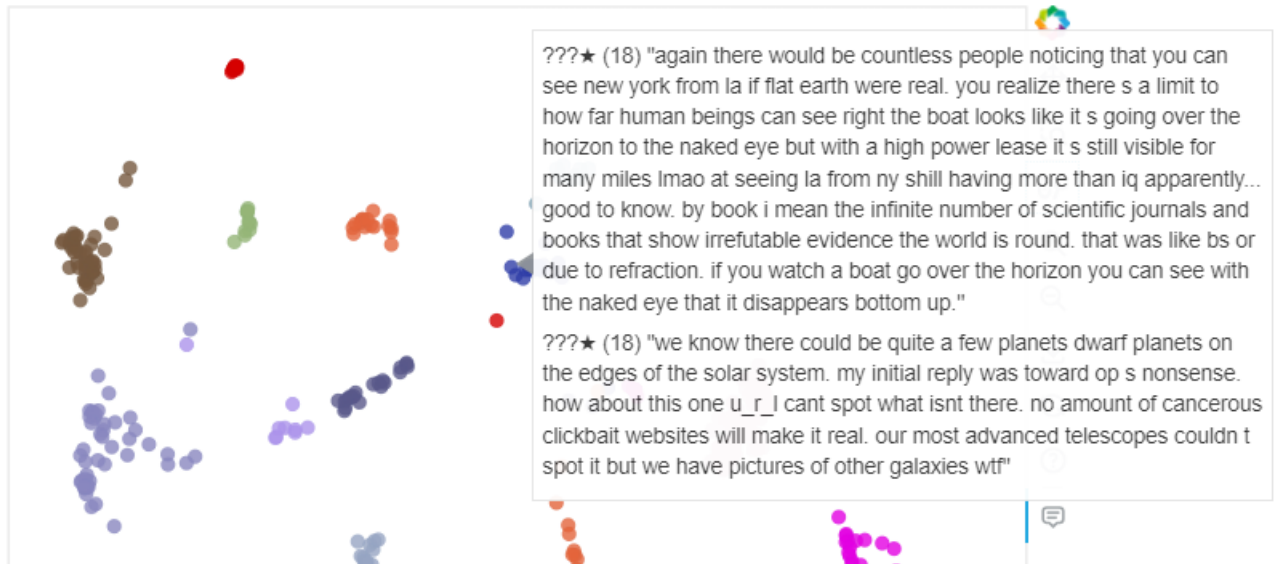 ???★ (18) "again there would be countless people noticing that you can
see new york from la if flat earth were real. you realize there s a limit to
how far human beings can see right the boat looks like it s going over the
horizon to the naked eye but with a high power lease it s still visible for
many miles lmao at seeing la from ny shill having more than iq apparently...
good to know. by book i mean the infinite number of scientific journals and
books that show irrefutable evidence the world is round. that was like bs or
due to refraction. if you watch a boat go over the horizon you can see with
the naked eye that it disappears bottom up."
???★ (18) "we know there could be quite a few planets dwarf planets on
the edges of the solar system. my initial reply was toward op s nonsense.
how about this one u_r_l cant spot what isnt there. no amount of cancerous
clickbait websites will make it real. our most advanced telescopes couldn t
spot it but we have pictures of other galaxies wtf"